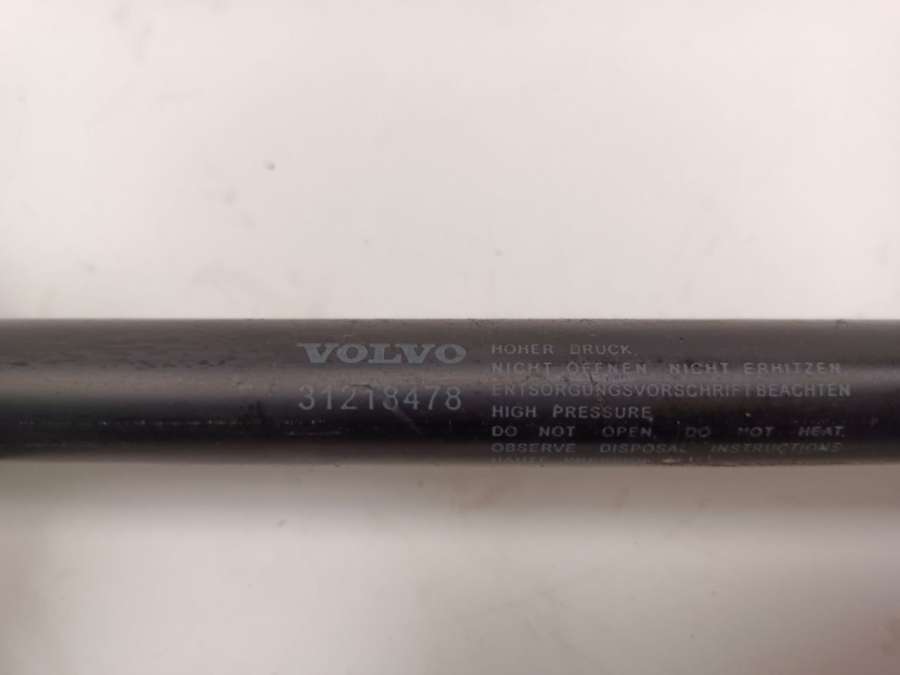 VOLVO
31218478
HOHER DRUCK.
NICHT ÖFFNEN. NICHT ERHITZEN
ENTSORGUNGSVORSCHRIFT BEACHTEN
HIGH PRESSURE
DO NOT OPEN. DO NOT HEAT.
OBSERVE DISPOSAL INSTRUCTIONS